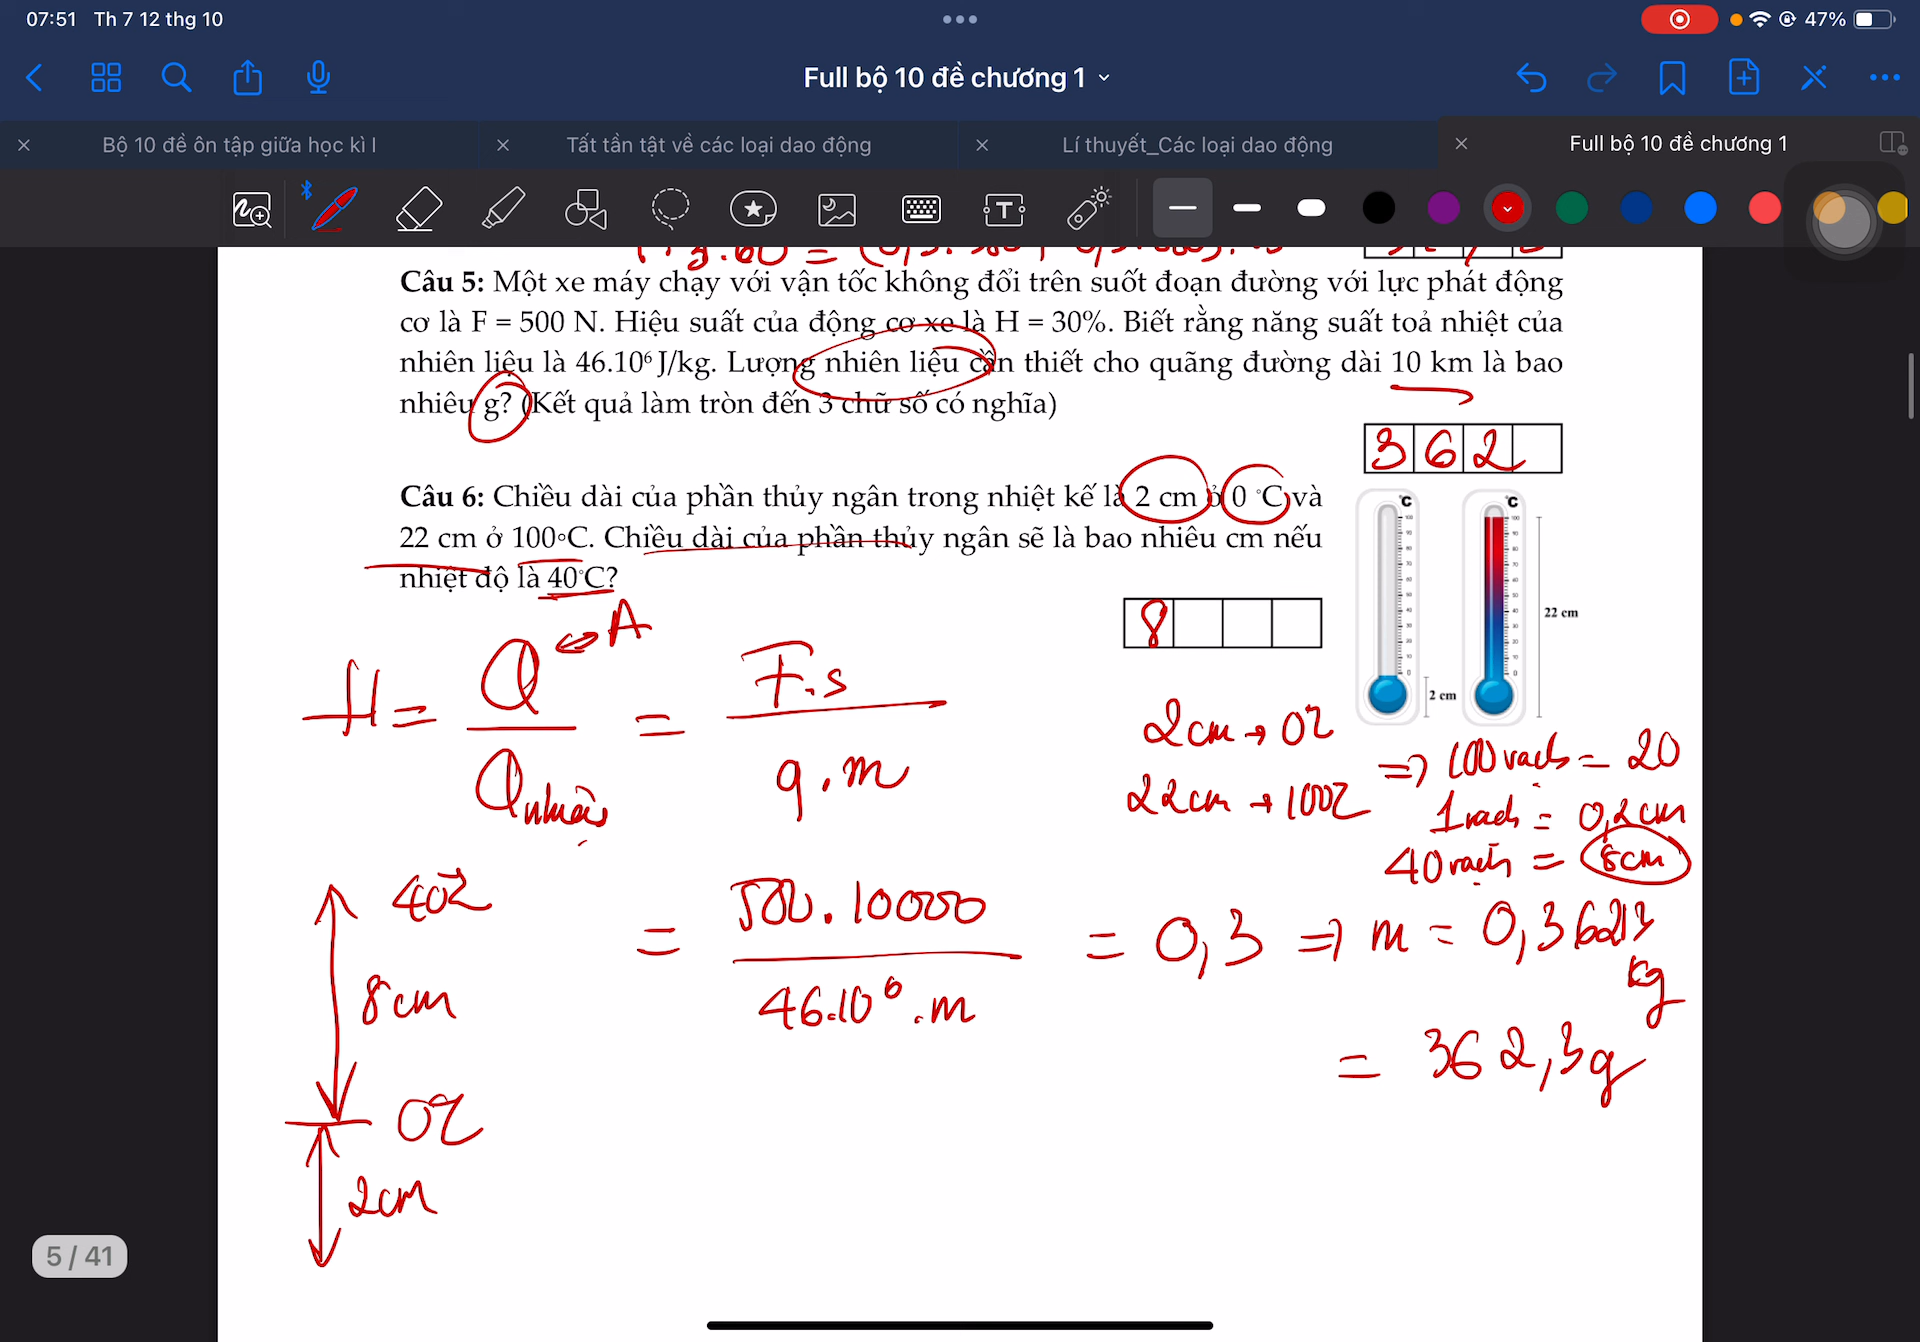 07:51 Th 7 12 thg 10
47%
Full bộ 10 đề chương 1
Bộ 10 đề ôn tập giữa học kì I
Tất tần tật về các loại dao động
Lí thuyết_Các loại dao động
Full bộ 10 đề chương 1
Câu 5: Một xe máy chạy với vận tốc không đổi trên suốt đoạn đường với lực phát động
cơ là F = 500 N. Hiệu suất của động cơ xe là H = 30%. Biết rằng năng suất toả nhiệt của
nhiên liệu là 46.10⁶ J/kg. Lượng nhiên liệu cần thiết cho quãng đường dài 10 km là bao
nhiêu g? (Kết quả làm tròn đến 3 chữ số có nghĩa)
3 6 2
Câu 6: Chiều dài của phần thủy ngân trong nhiệt kế là 2 cm ở 0 °C và
22 cm ở 100°C. Chiều dài của phần thủy ngân sẽ là bao nhiêu cm nếu
nhiệt độ là 40°C?
8
°C
°C
22 cm
2 cm
H = Q ⇔ A / Q = F.s / q.m
2cm → 0°C
22cm → 100°C
=> 100 vạch = 20
1 vạch = 0,2cm
40 vạch = 8cm
= 500.10000 / 46.10⁶.m = 0,3 => m = 0,3623 kg
= 362,3g
40°C
8cm
0°C
2cm
5 / 41